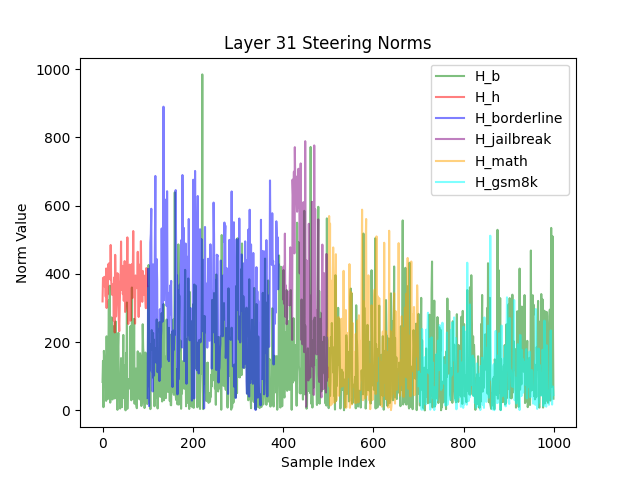 Layer 31 Steering Norms
1000
800
600
400
200
0
Norm Value
H_b
H_h
H_borderline
H_jailbreak
H_math
H_gsm8k
0
200
400
600
800
1000
Sample Index